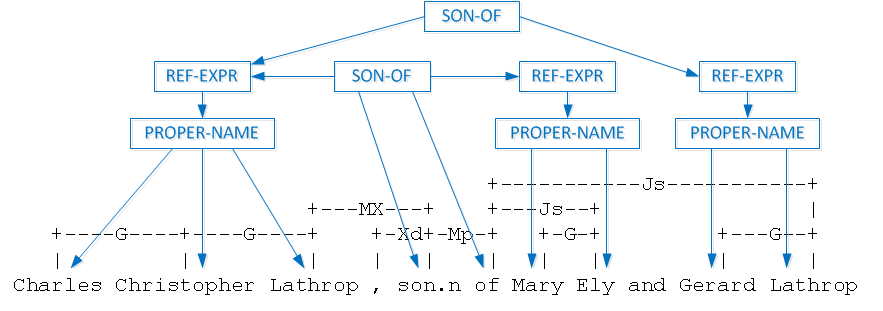 SON-OF
REF-EXPR SON-OF REF-EXPR REF-EXPR
PROPER-NAME PROPER-NAME PROPER-NAME
+-------------Js-----------+
+---MX---+ +---Js--+ |
+----G----+----G----+ +-Xd+-Mp-+ +-G-+ +---G--+
| | | | | | | | | |
Charles Christopher Lathrop , son.n of Mary Ely and Gerard Lathrop